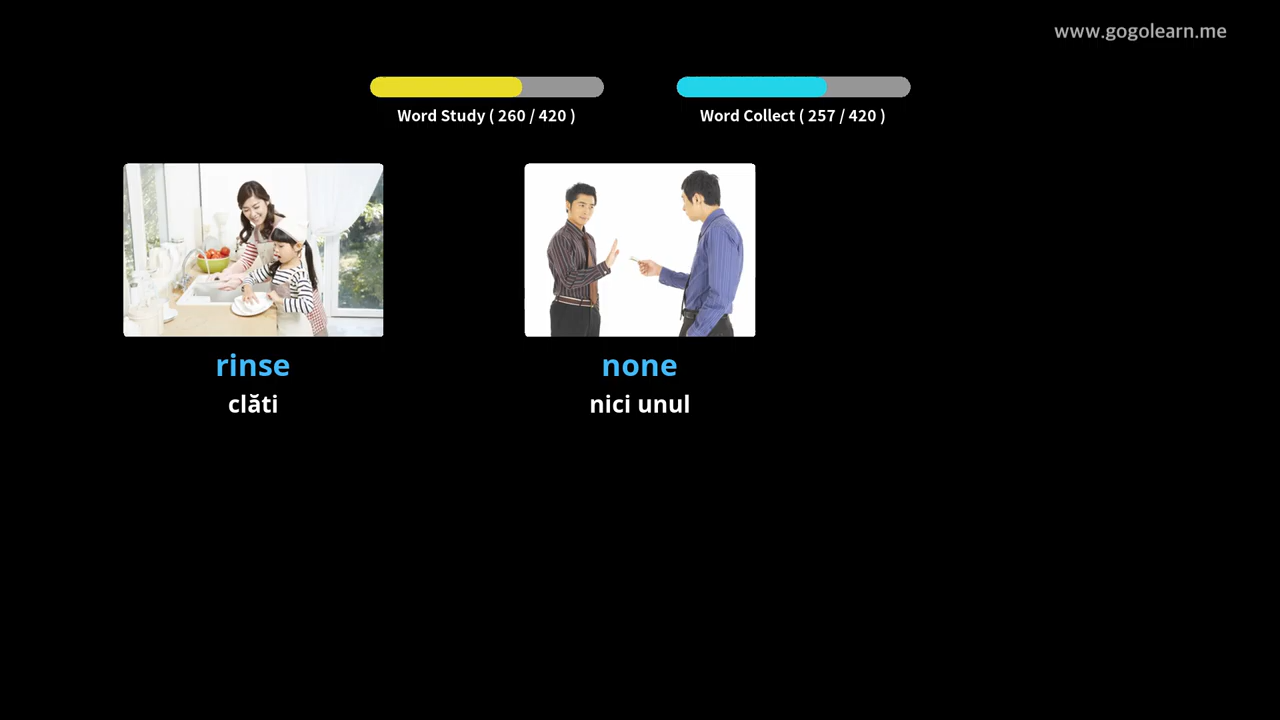 www.gogolearn.me
Word Study ( 260 / 420 )
Word Collect ( 257 / 420 )
rinse
clăti
none
nici unul